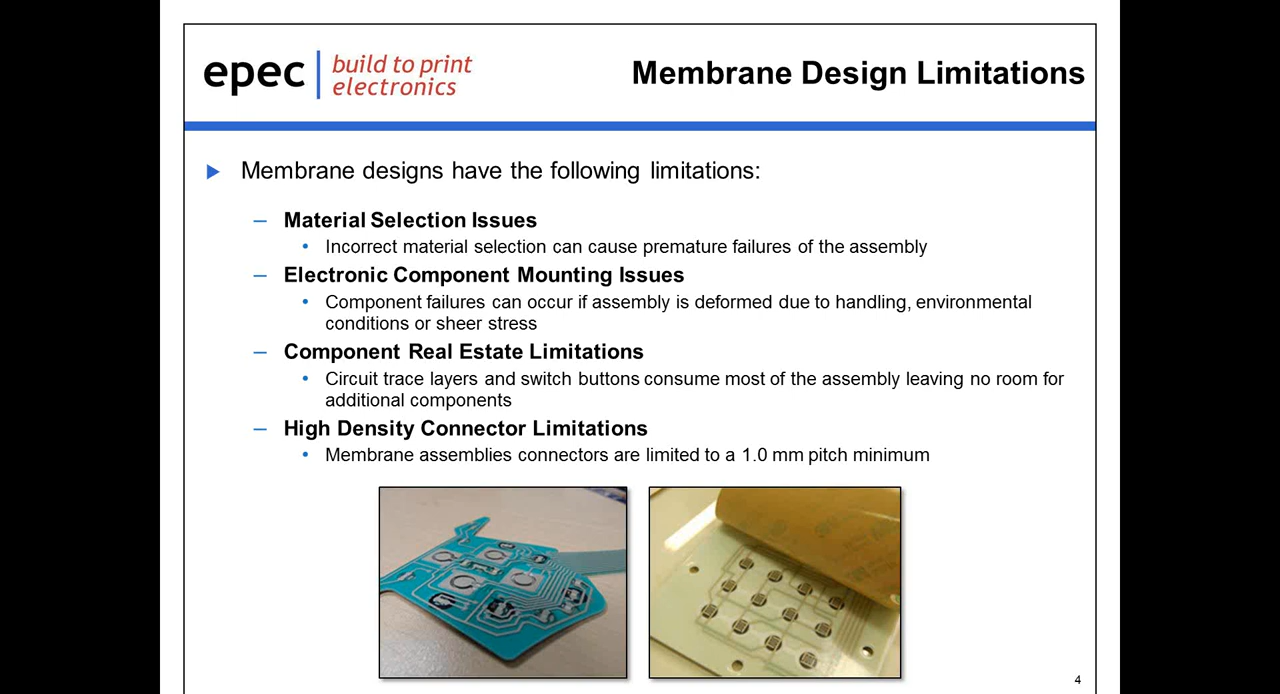 epec
build to print
electronics
Membrane Design Limitations
Membrane designs have the following limitations:
– Material Selection Issues
• Incorrect material selection can cause premature failures of the assembly
– Electronic Component Mounting Issues
• Component failures can occur if assembly is deformed due to handling, environmental
conditions or sheer stress
– Component Real Estate Limitations
• Circuit trace layers and switch buttons consume most of the assembly leaving no room for
additional components
– High Density Connector Limitations
• Membrane assemblies connectors are limited to a 1.0 mm pitch minimum
4